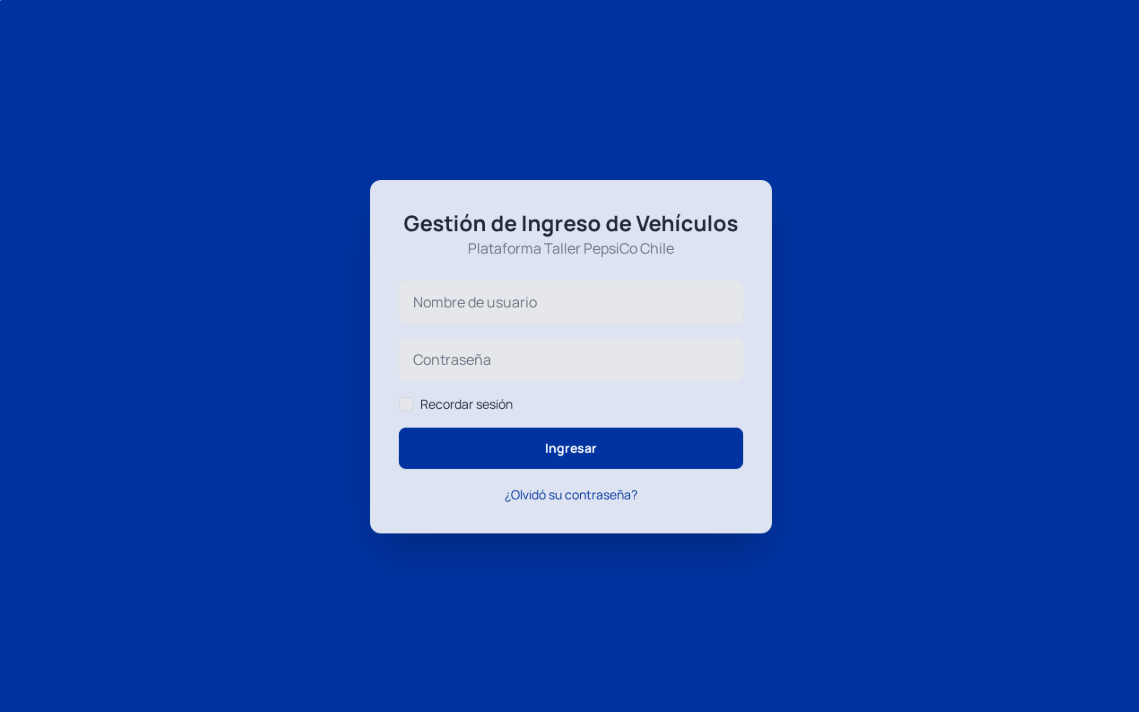 Gestión de Ingreso de Vehículos
Plataforma Taller PepsiCo Chile
Nombre de usuario
Contraseña
Recordar sesión
Ingresar
¿Olvidó su contraseña?